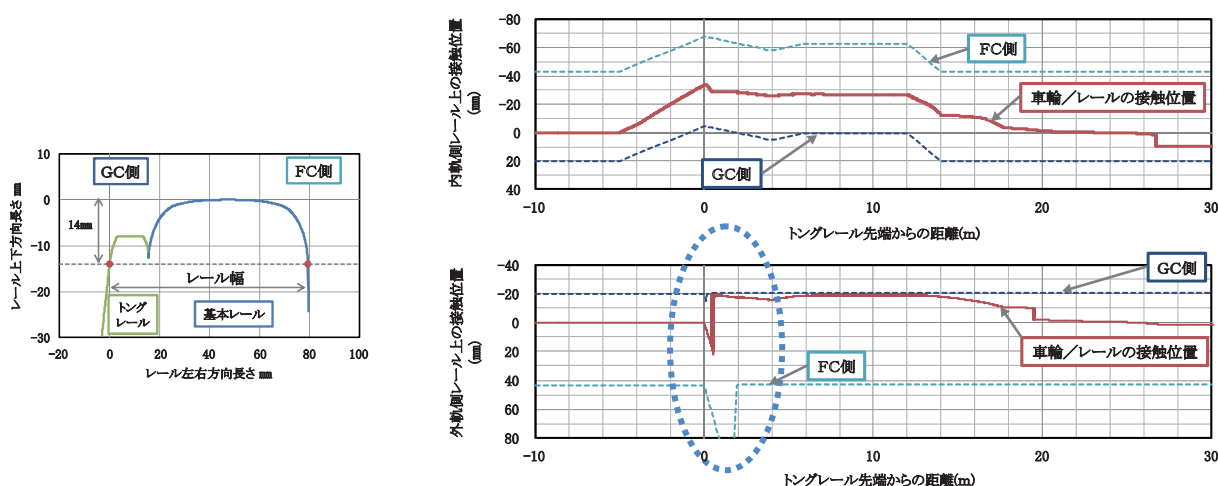 10
0
-10
-20
-30
-20
0
20
40
60
80
100
レール上下方向長さ mm
レール左右方向長さ mm
GC側
FC側
14mm
レール幅
トング
レール
基本レール
-80
-60
-40
-20
0
20
40
-10
0
10
20
30
内軌側レール上の接触位置
(mm)
トングレール先端からの距離(m)
FC側
車輪／レールの接触位置
GC側
-40
-20
0
20
40
60
80
-10
0
10
20
30
外軌側レール上の接触位置
(mm)
トングレール先端からの距離(m)
GC側
車輪／レールの接触位置
FC側